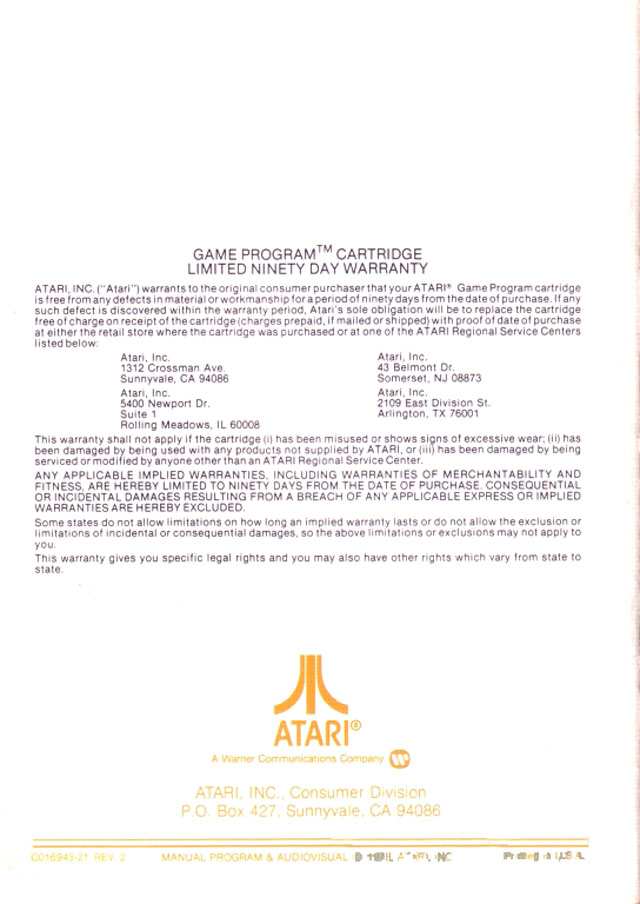 GAME PROGRAM™ CARTRIDGE
LIMITED NINETY DAY WARRANTY
ATARI, INC. ("Atari") warrants to the original consumer purchaser that your ATARI® Game Program cartridge
is free from any defects in material or workmanship for a period of ninety days from the date of purchase. If any
such defect is discovered within the warranty period, Atari's sole obligation will be to replace the cartridge
free of charge on receipt of the cartridge (charges prepaid, if mailed or shipped) with proof of date of purchase
at either the retail store where the cartridge was purchased or at one of the ATARI Regional Service Centers
listed below:
Atari, Inc.
1312 Crossman Ave.
Sunnyvale, CA 94086
Atari, Inc.
5400 Newport Dr.
Suite 1
Rolling Meadows, IL 60008
Atari, Inc.
43 Belmont Dr.
Somerset, NJ 08873
Atari, Inc.
2109 East Division St.
Arlington, TX 76001
This warranty shall not apply if the cartridge (i) has been misused or shows signs of excessive wear; (ii) has
been damaged by being used with any products not supplied by ATARI, or (iii) has been damaged by being
serviced or modified by anyone other than an ATARI Regional Service Center.
ANY APPLICABLE IMPLIED WARRANTIES, INCLUDING WARRANTIES OF MERCHANTABILITY AND
FITNESS, ARE HEREBY LIMITED TO NINETY DAYS FROM THE DATE OF PURCHASE. CONSEQUENTIAL
OR INCIDENTAL DAMAGES RESULTING FROM A BREACH OF ANY APPLICABLE EXPRESS OR IMPLIED
WARRANTIES ARE HEREBY EXCLUDED.
Some states do not allow limitations on how long an implied warranty lasts or do not allow the exclusion or
limitations of incidental or consequential damages, so the above limitations or exclusions may not apply to
you.
This warranty gives you specific legal rights and you may also have other rights which vary from state to
state.
ATARI®
A Warner Communications Company
ATARI, INC., Consumer Division
P.O. Box 427, Sunnyvale, CA 94086
C016943-21 REV. 2
MANUAL PROGRAM & AUDIOVISUAL INC
U.S.A.